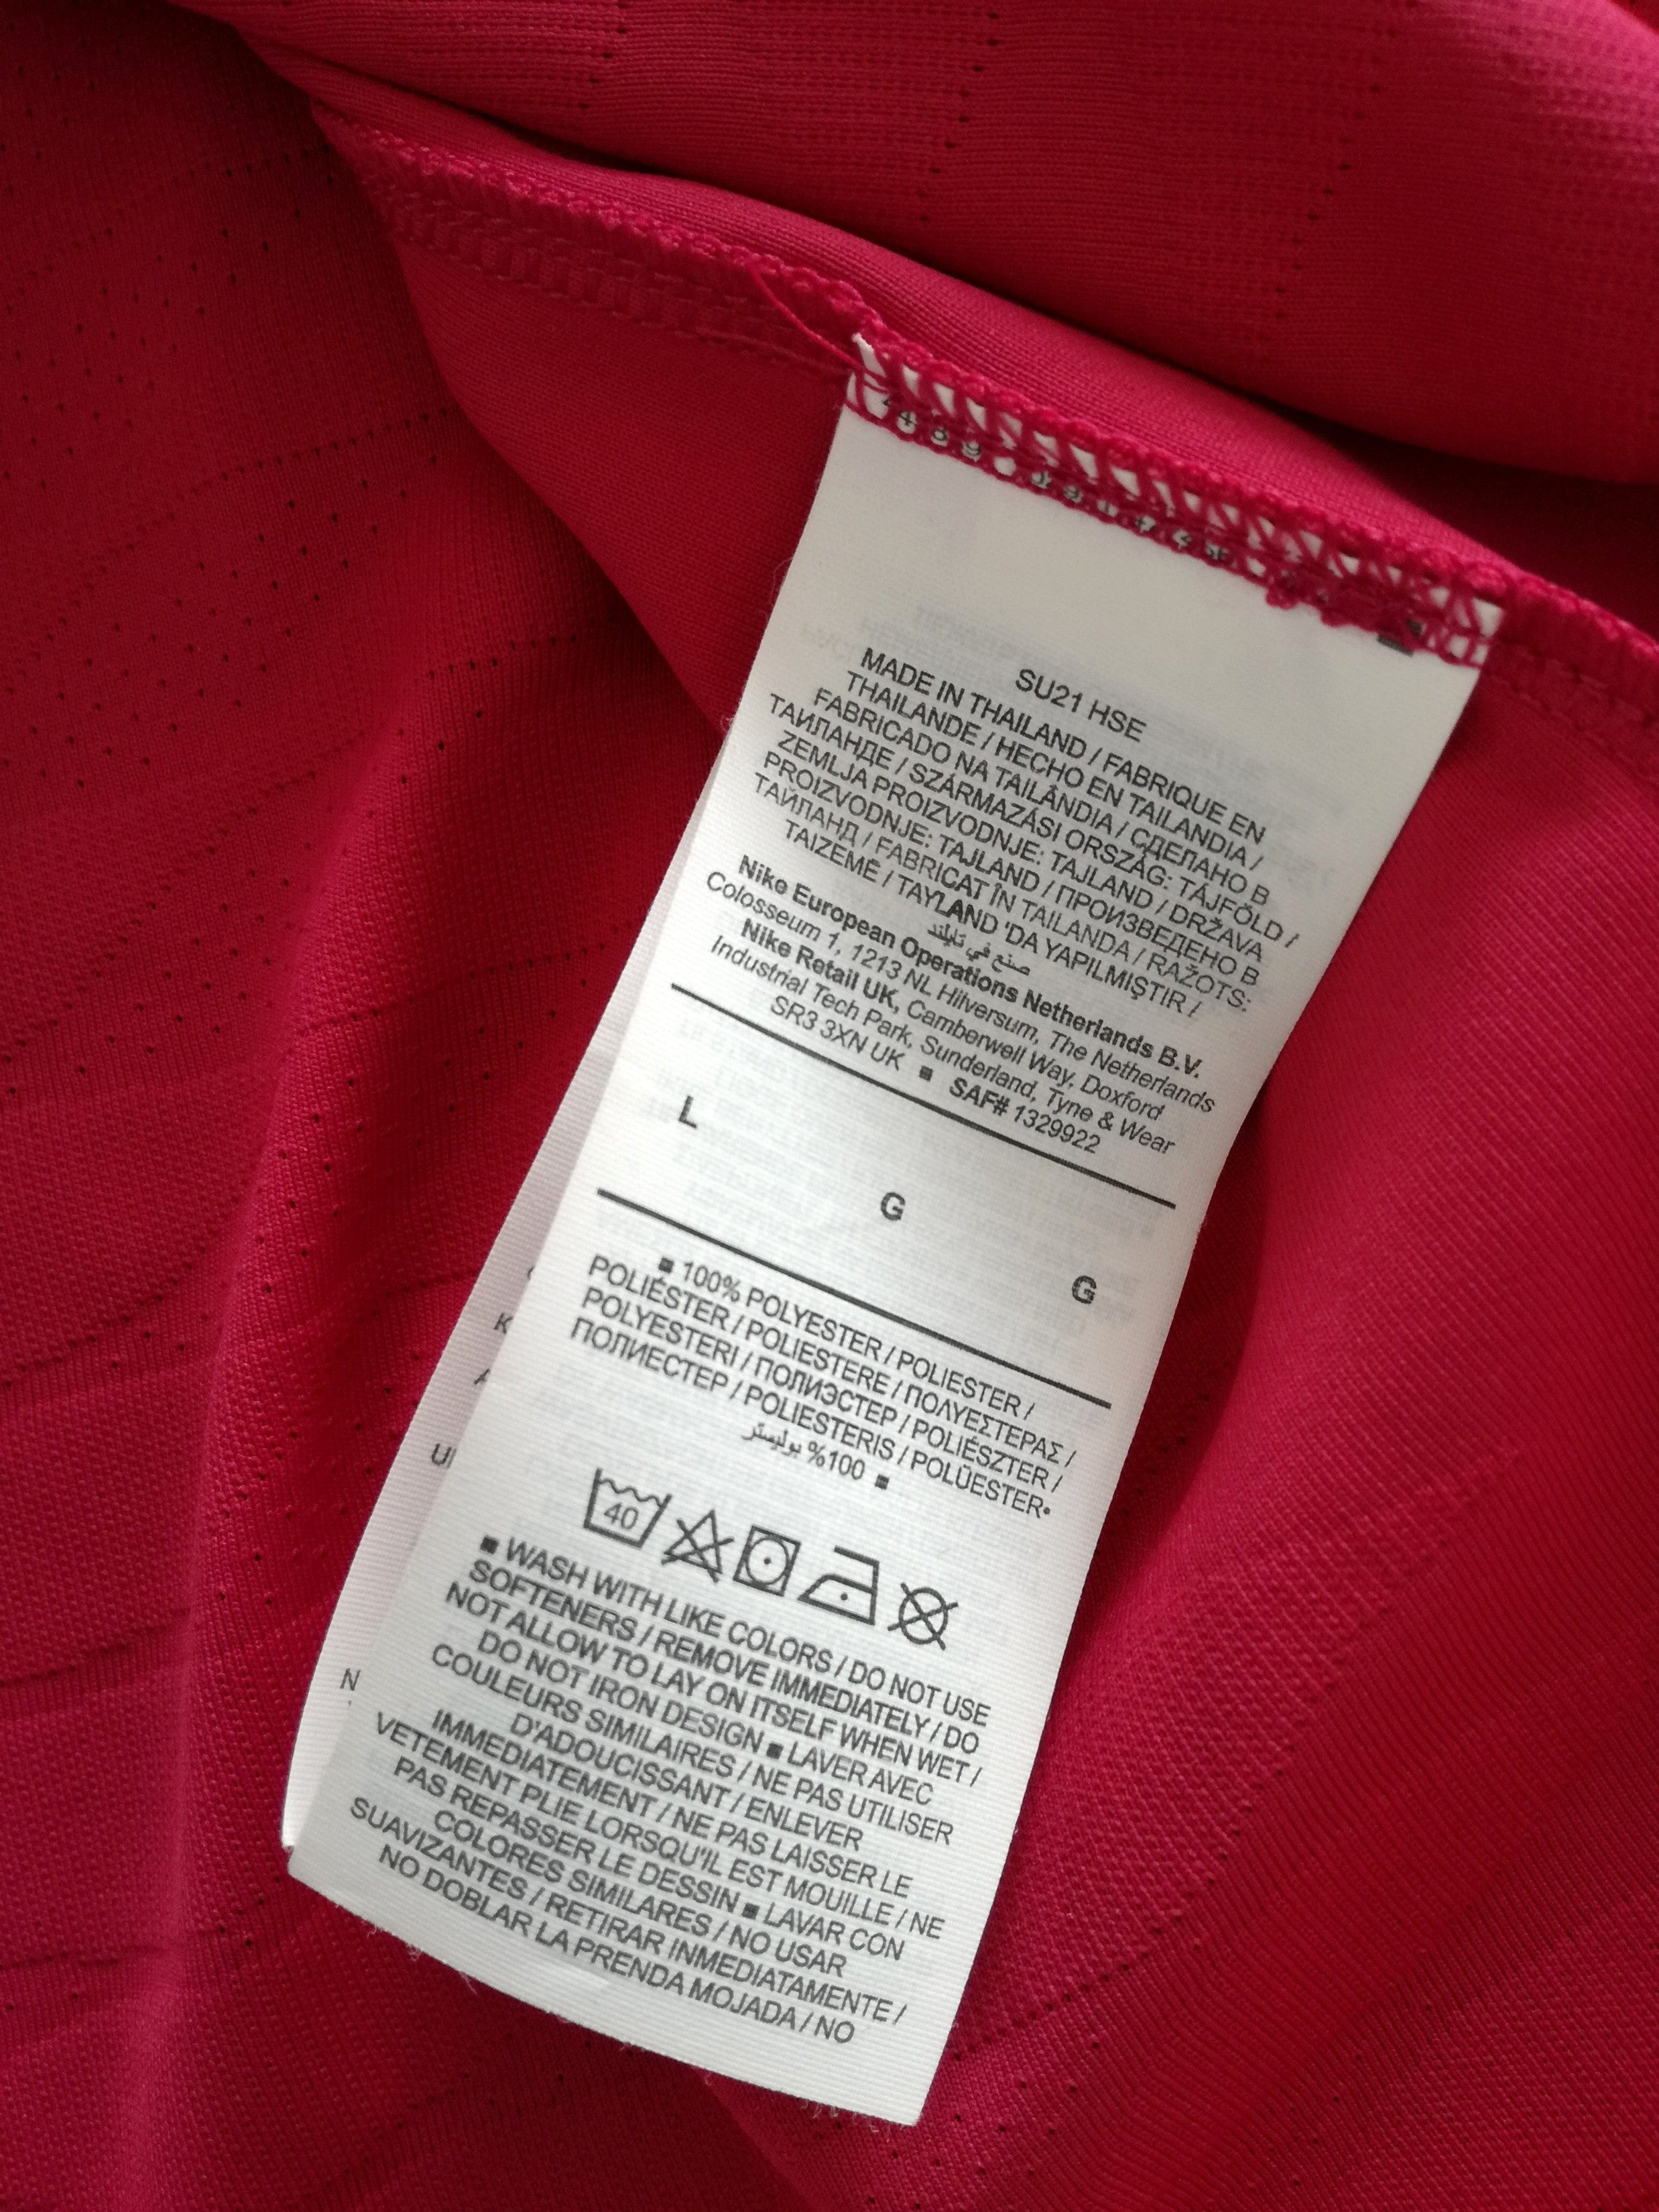 SU21 HSE
MADE IN THAILAND / FABRIQUE EN
THAILANDE / HECHO EN TAILANDIA /
FABRICADO NA TAILÂNDIA / СДЕЛАНО В
ТАИЛАНДЕ / SZÁRMAZÁSI ORSZÁG: TÁJFÖLD /
ZEMLJA PROIZVODNJE: TAJLAND / DRŽAVA
PROIZVODNJE: TAJLAND / ПРОИЗВЕДЕНО В
ТАЙЛАНД / FABRICAT ÎN TAILANDA / RAŽOTS:
TAIZEMĒ / TAYLAND 'DA YAPILMIŞTIR /
صنع في تايلند
Nike European Operations Netherlands B.V.
Colosseum 1, 1213 NL Hilversum, The Netherlands
Nike Retail UK, Camberwell Way, Doxford
Industrial Tech Park, Sunderland, Tyne & Wear
SR3 3XN UK ■ SAF# 1329922
L G G
■ 100% POLYESTER / POLIESTER /
POLIÉSTER / POLIESTERE / ΠΟΛΥΕΣΤΕΡΑΣ /
POLYESTERI / ПОЛИЭСТЕР / POLIÉSZTER /
ПОЛИЕСТЕР / POLIESTERIS / POLÜESTER•
100% بوليستر ■
40
■ WASH WITH LIKE COLORS / DO NOT USE
SOFTENERS / REMOVE IMMEDIATELY / DO
NOT ALLOW TO LAY ON ITSELF WHEN WET /
DO NOT IRON DESIGN ■ LAVER AVEC
COULEURS SIMILAIRES / NE PAS UTILISER
D'ADOUCISSANT / ENLEVER
IMMEDIATEMENT / NE PAS LAISSER LE
VETEMENT PLIE LORSQU'IL EST MOUILLE / NE
PAS REPASSER LE DESSIN ■ LAVAR CON
COLORES SIMILARES / NO USAR
SUAVIZANTES / RETIRAR INMEDIATAMENTE /
NO DOBLAR LA PRENDA MOJADA / NO